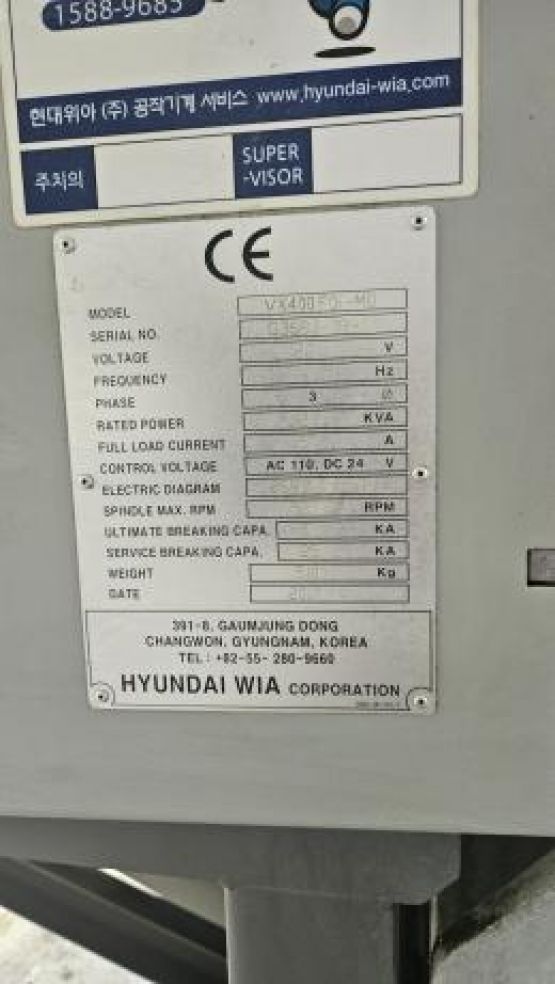 1588-9685
현대위아 (주) 공작기계 서비스 www.hyundai-wia.com
주치의
SUPER
-VISOR
CE
MODEL
SERIAL NO.
VOLTAGE V
FREQUENCY Hz
PHASE 3 Ø
RATED POWER KVA
FULL LOAD CURRENT A
CONTROL VOLTAGE AC 110, DC 24 V
ELECTRIC DIAGRAM
SPINDLE MAX. RPM RPM
ULTIMATE BREAKING CAPA. KA
SERVICE BREAKING CAPA. KA
WEIGHT Kg
DATE
391-8, GAUMJUNG DONG
CHANGWON, GYUNGNAM, KOREA
TEL : +82-55- 280-9660
HYUNDAI WIA CORPORATION